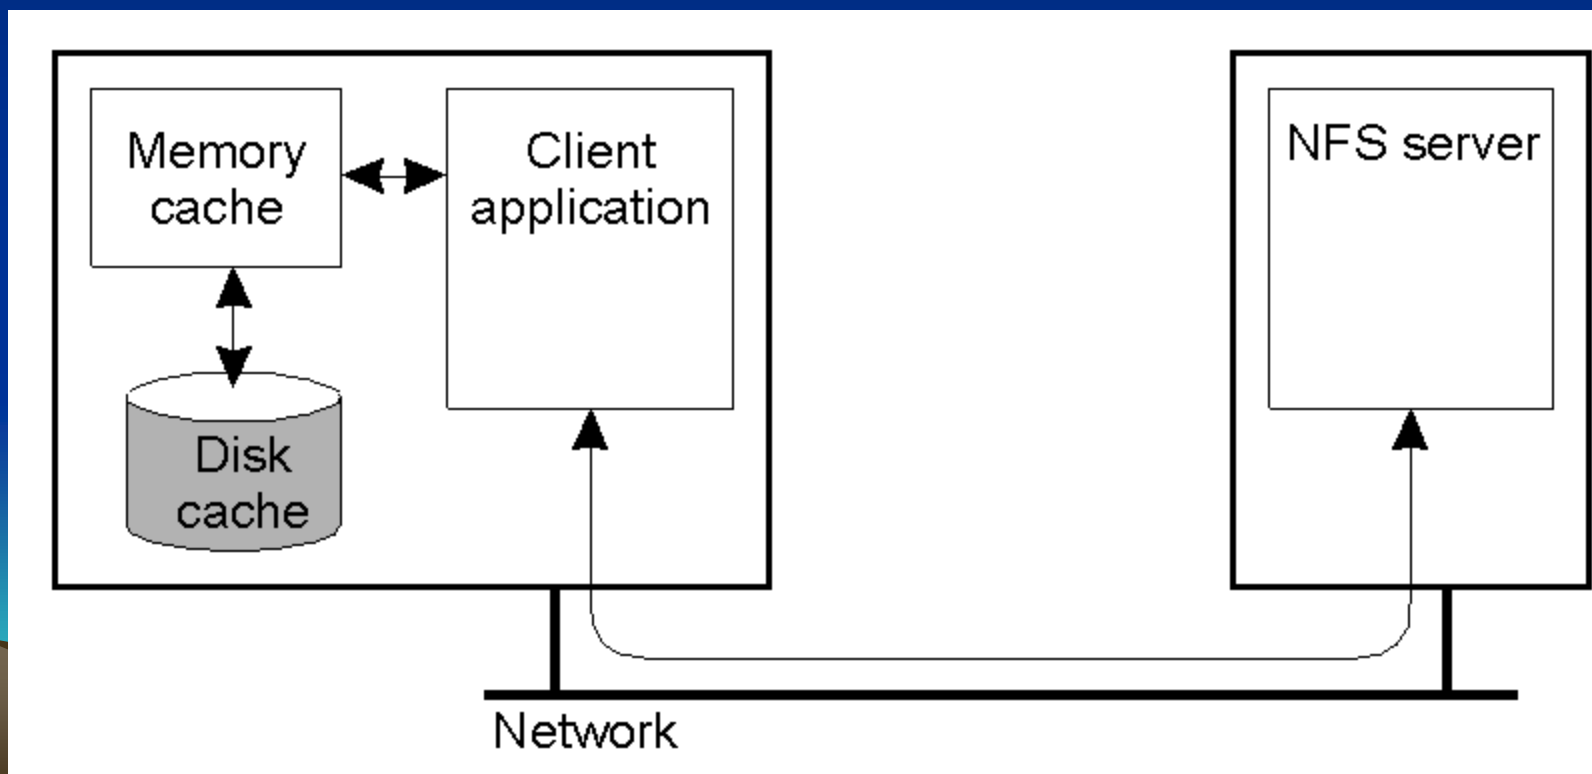 Memory
cache
Client
application
NFS server
Disk
cache
Network